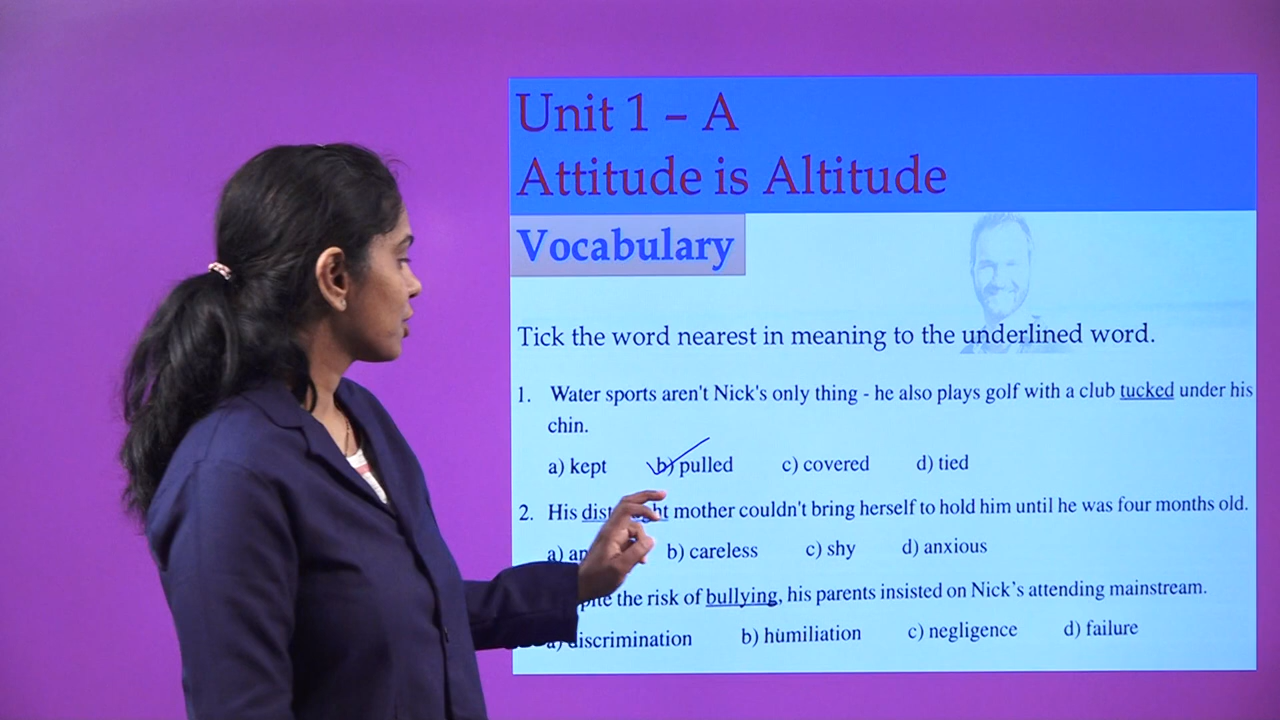 Unit 1 – A
Attitude is Altitude
Vocabulary
Tick the word nearest in meaning to the underlined word.
1. Water sports aren't Nick's only thing - he also plays golf with a club tucked under his
chin.
a) kept b) pulled c) covered d) tied
2. His mother couldn't bring herself to hold him until he was four months old.
a) b) careless c) shy d) anxious
the risk of bullying, his parents insisted on Nick's attending mainstream.
a) discrimination b) humiliation c) negligence d) failure